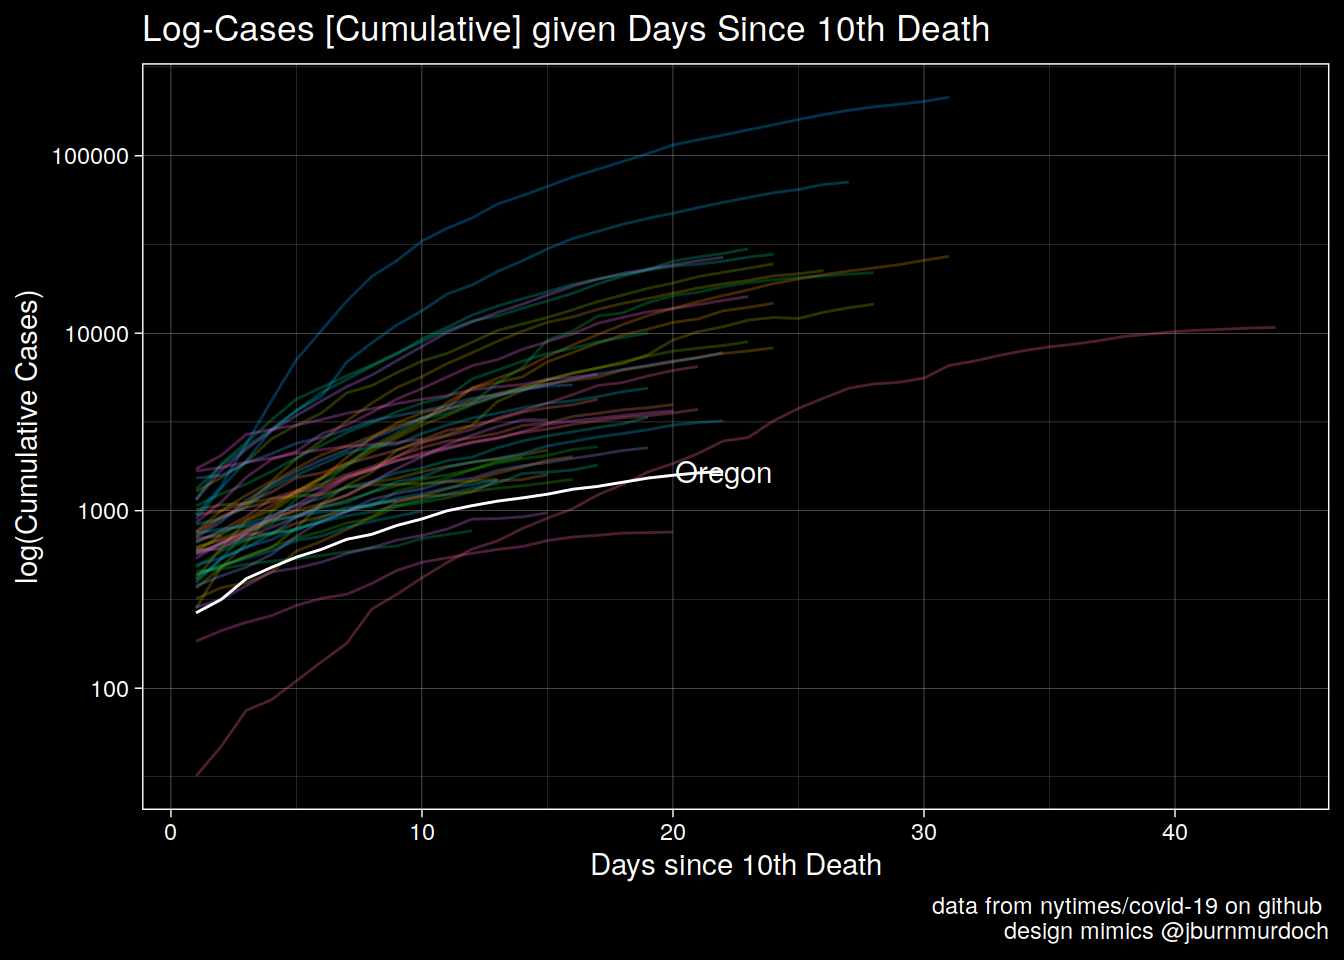 Log-Cases [Cumulative] given Days Since 10th Death
log(Cumulative Cases)
100000
10000
1000
100
Oregon
0 10 20 30 40
Days since 10th Death
data from nytimes/covid-19 on github
design mimics @jburnmurdoch